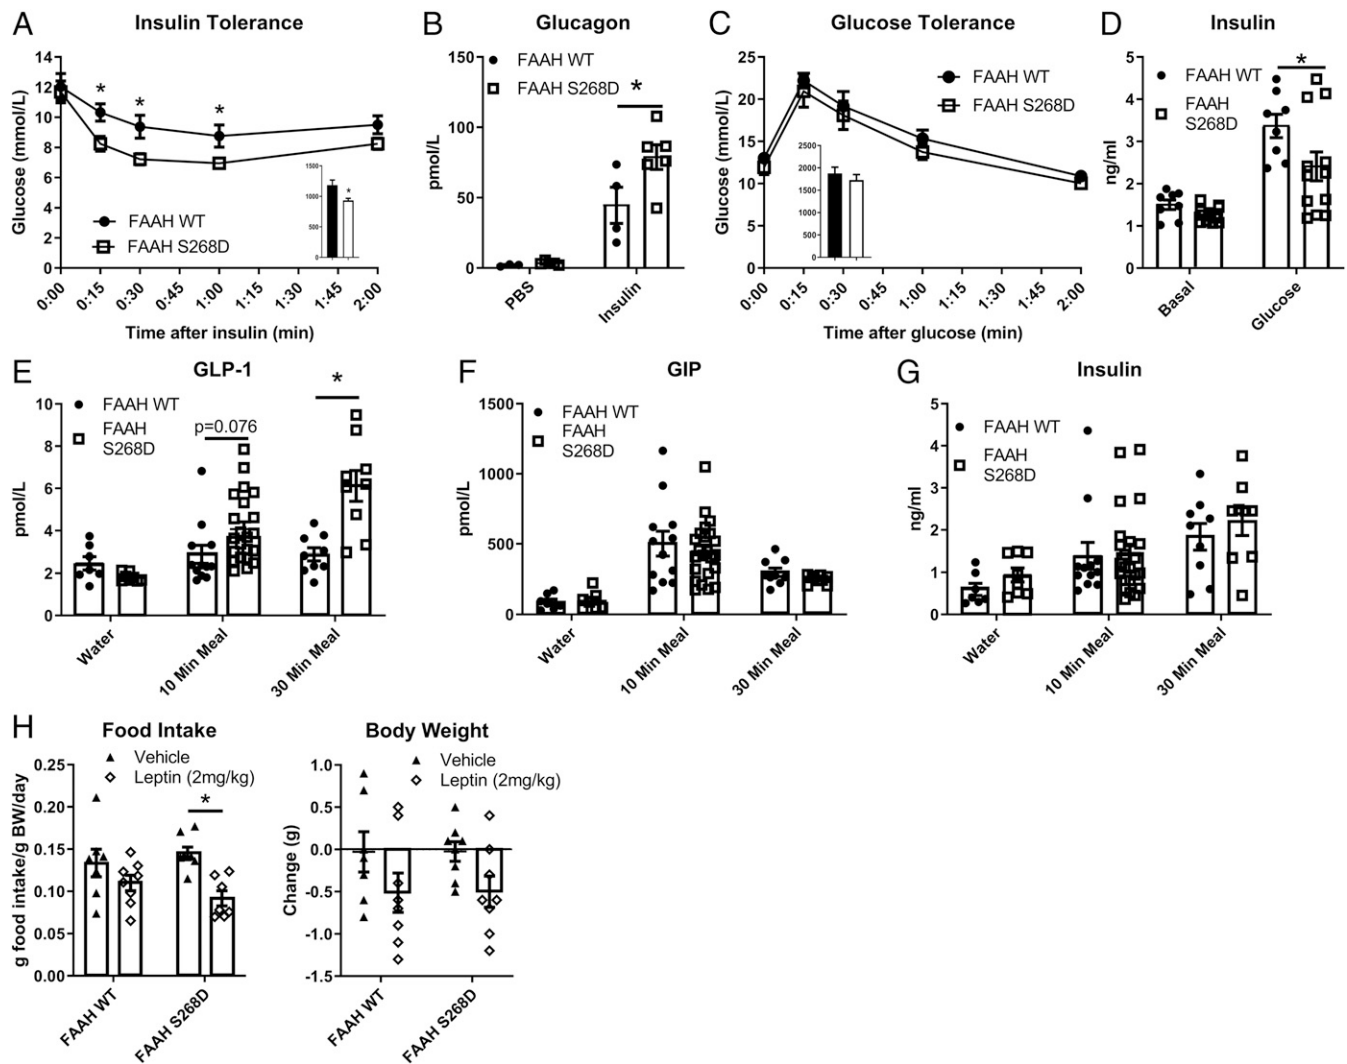 A
Insulin Tolerance
Glucose (mmol/L)
14
12
10
8
6
4
2
0
* * *
FAAH WT
FAAH S268D
1500
1000
500
0
*
0:00 0:15 0:30 0:45 1:00 1:15 1:30 1:45 2:00
Time after insulin (min)
B
Glucagon
pmol/L
150
100
50
0
FAAH WT
FAAH S268D
*
PBS Insulin
C
Glucose Tolerance
Glucose (mmol/L)
25
20
15
10
5
0
FAAH WT
FAAH S268D
2500
2000
1500
1000
500
0
0:00 0:15 0:30 0:45 1:00 1:15 1:30 1:45 2:00
Time after glucose (min)
D
Insulin
ng/ml
5
4
3
2
1
0
FAAH WT
FAAH
S268D
*
Basal Glucose
E
GLP-1
pmol/L
10
8
6
4
2
0
FAAH WT
FAAH
S268D
p=0.076
*
Water 10 Min Meal 30 Min Meal
F
GIP
pmol/L
1500
1000
500
0
FAAH WT
FAAH
S268D
Water 10 Min Meal 30 Min Meal
G
Insulin
ng/ml
5
4
3
2
1
0
FAAH WT
FAAH
S268D
Water 10 Min Meal 30 Min Meal
H
Food Intake
g food intake/g BW/day
0.25
0.20
0.15
0.10
0.05
0.00
Vehicle
Leptin (2mg/kg)
*
FAAH WT FAAH S268D
Body Weight
Change (g)
1.0
0.5
0.0
-0.5
-1.0
-1.5
Vehicle
Leptin (2mg/kg)
FAAH WT FAAH S268D